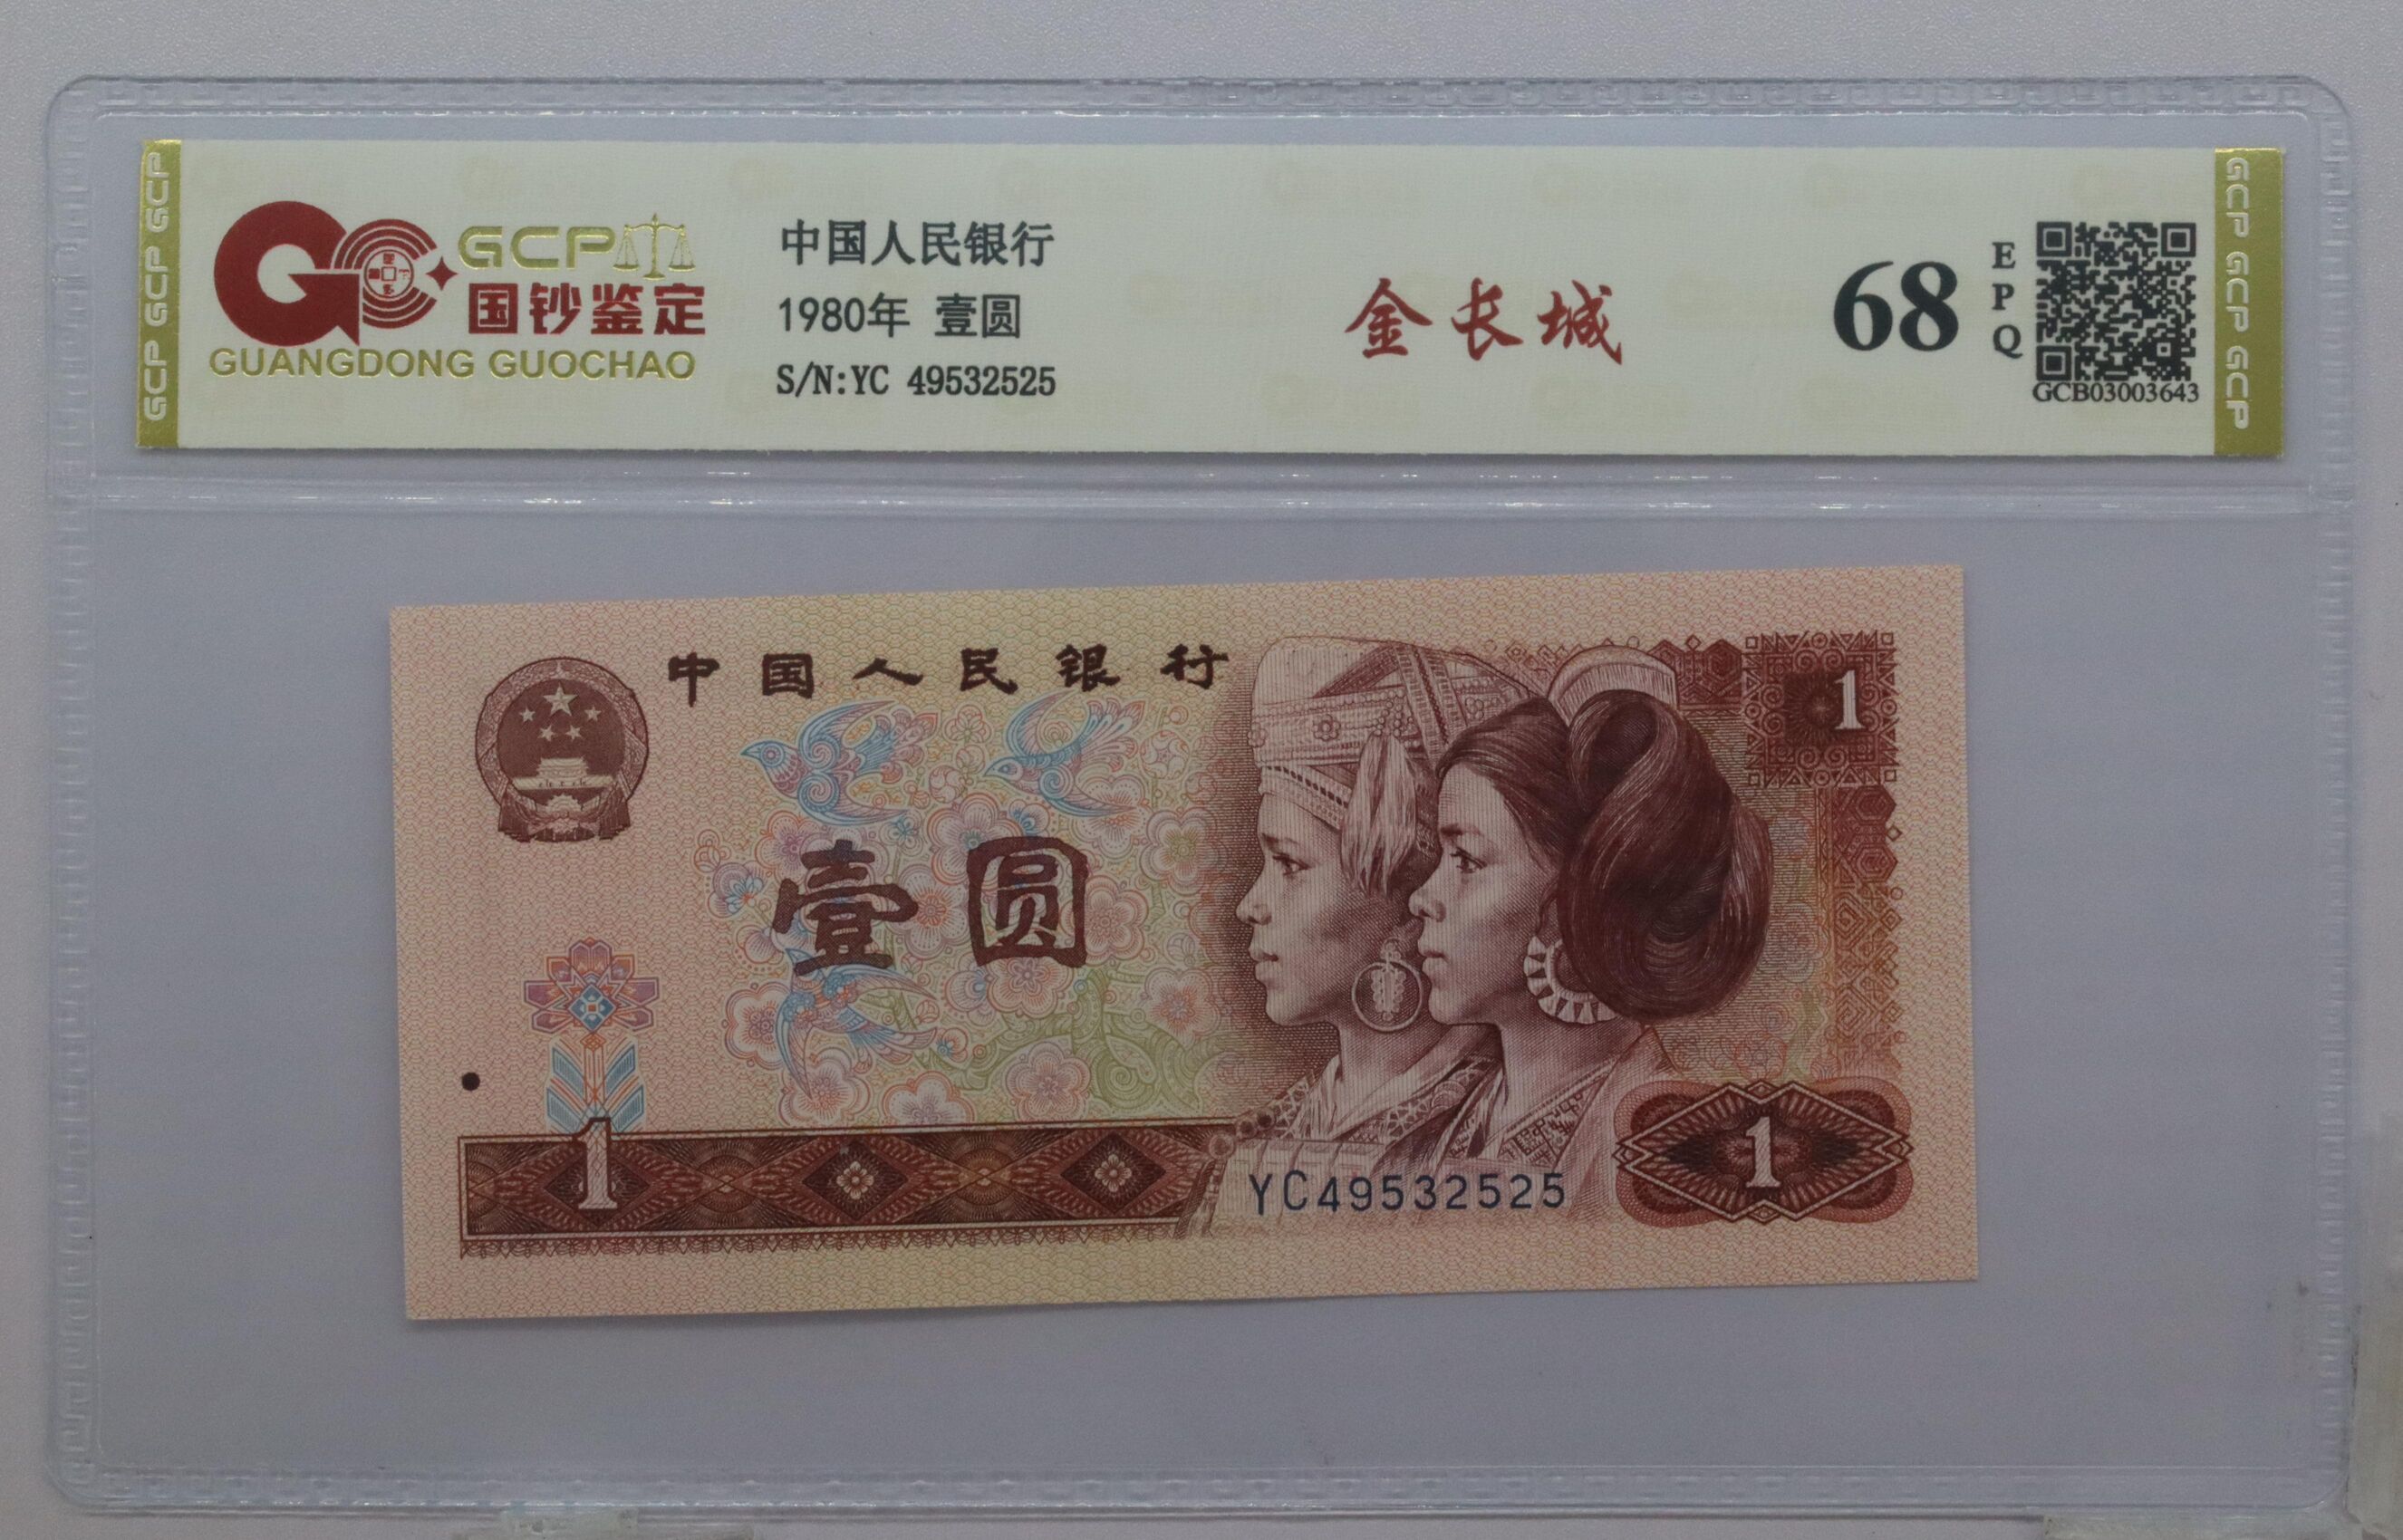 GCP
国钞鉴定
GUANGDONG GUOCHAO
中国人民银行
1980年 壹圆
S/N:YC 49532525
金长城
68
EPQ
GCB03003643
GCP GCP GCP GCP
GCP GCP GCP GCP
中国人民银行
1
壹圆
1
YC49532525
1